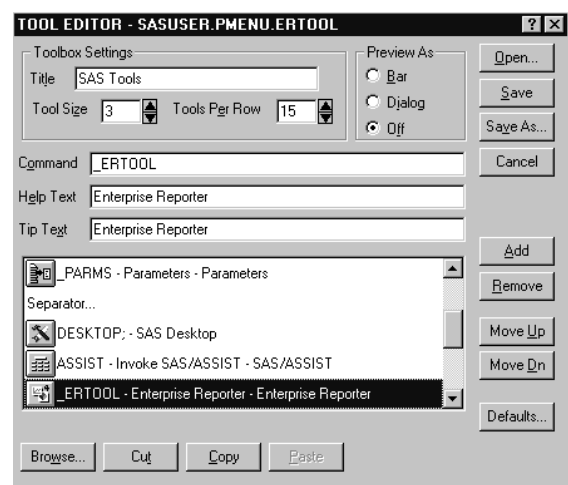 TOOL EDITOR - SASUSER.PMENU.ERTOOL
Toolbox Settings
Title SAS Tools
Tool Size 3 Tools Per Row 15
Preview As
Bar
Dialog
Off
Open...
Save
Save As...
Cancel
Command _ERTOOL
Help Text Enterprise Reporter
Tip Text Enterprise Reporter
_PARMS - Parameters - Parameters
Separator...
DESKTOP; - SAS Desktop
ASSIST - Invoke SAS/ASSIST - SAS/ASSIST
_ERTOOL - Enterprise Reporter - Enterprise Reporter
Add
Remove
Move Up
Move Dn
Defaults...
Browse... Cut Copy Paste